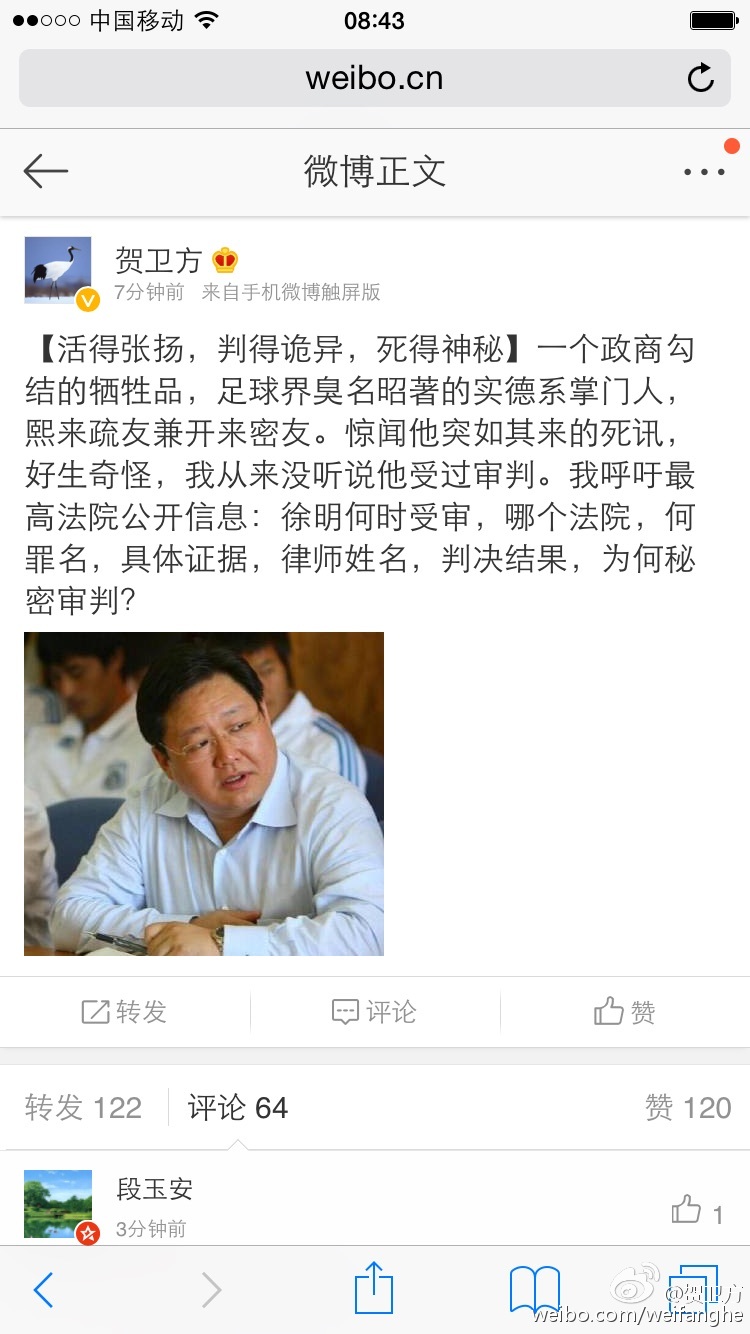 中国移动 08:43
weibo.cn
微博正文
贺卫方
7分钟前 来自手机微博触屏版
【活得张扬，判得诡异，死得神秘】一个政商勾
结的牺牲品，足球界臭名昭著的实德系掌门人，
熙来疏友兼开来密友。惊闻他突如其来的死讯，
好生奇怪，我从来没听说他受过审判。我呼吁最
高法院公开信息：徐明何时受审，哪个法院，何
罪名，具体证据，律师姓名，判决结果，为何秘
密审判？
转发 评论 赞
转发 122 评论 64 赞 120
段玉安
3分钟前
1
@贺卫方
weibo.com/weifanghe